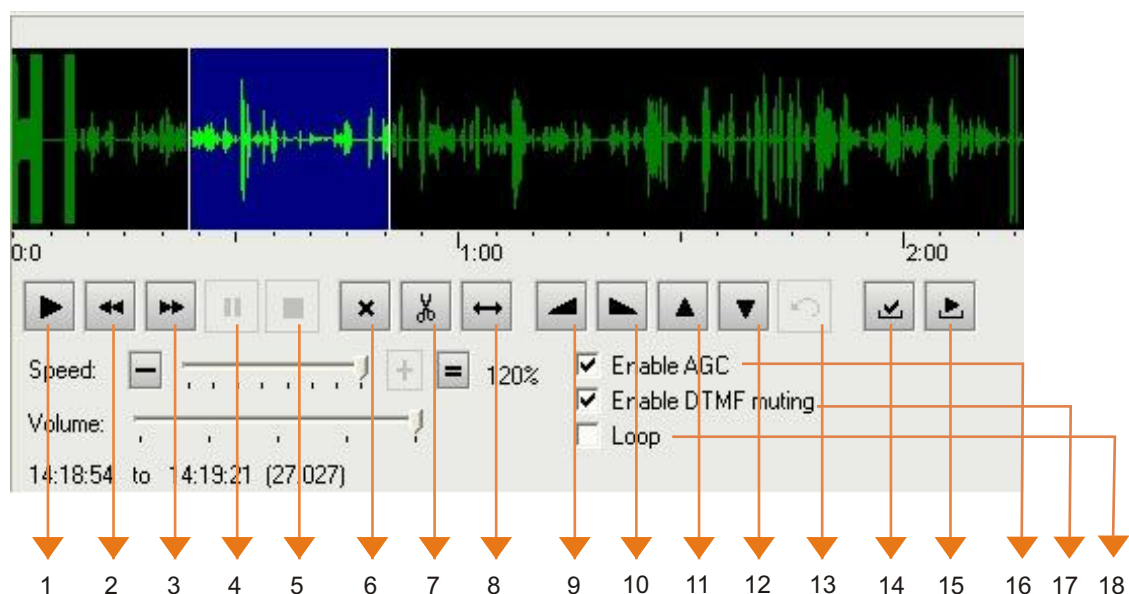 0:0 1:00 2:00
Speed: 120% Enable AGC
Enable DTMF muting
Volume: Loop
14:18:54 to 14:19:21 (27.027)
1 2 3 4 5 6 7 8 9 10 11 12 13 14 15 16 17 18